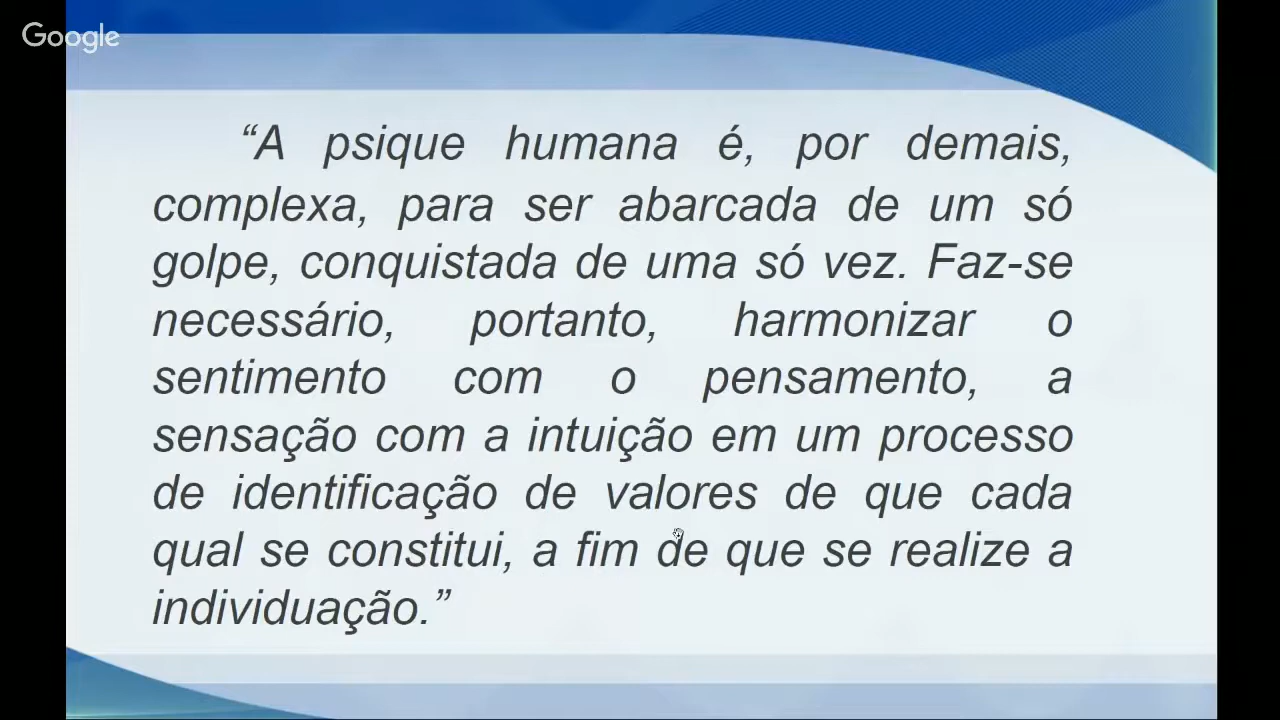 Google
“A psique humana é, por demais,
complexa, para ser abarcada de um só
golpe, conquistada de uma só vez. Faz-se
necessário, portanto, harmonizar o
sentimento com o pensamento, a
sensação com a intuição em um processo
de identificação de valores de que cada
qual se constitui, a fim de que se realize a
individuação.”